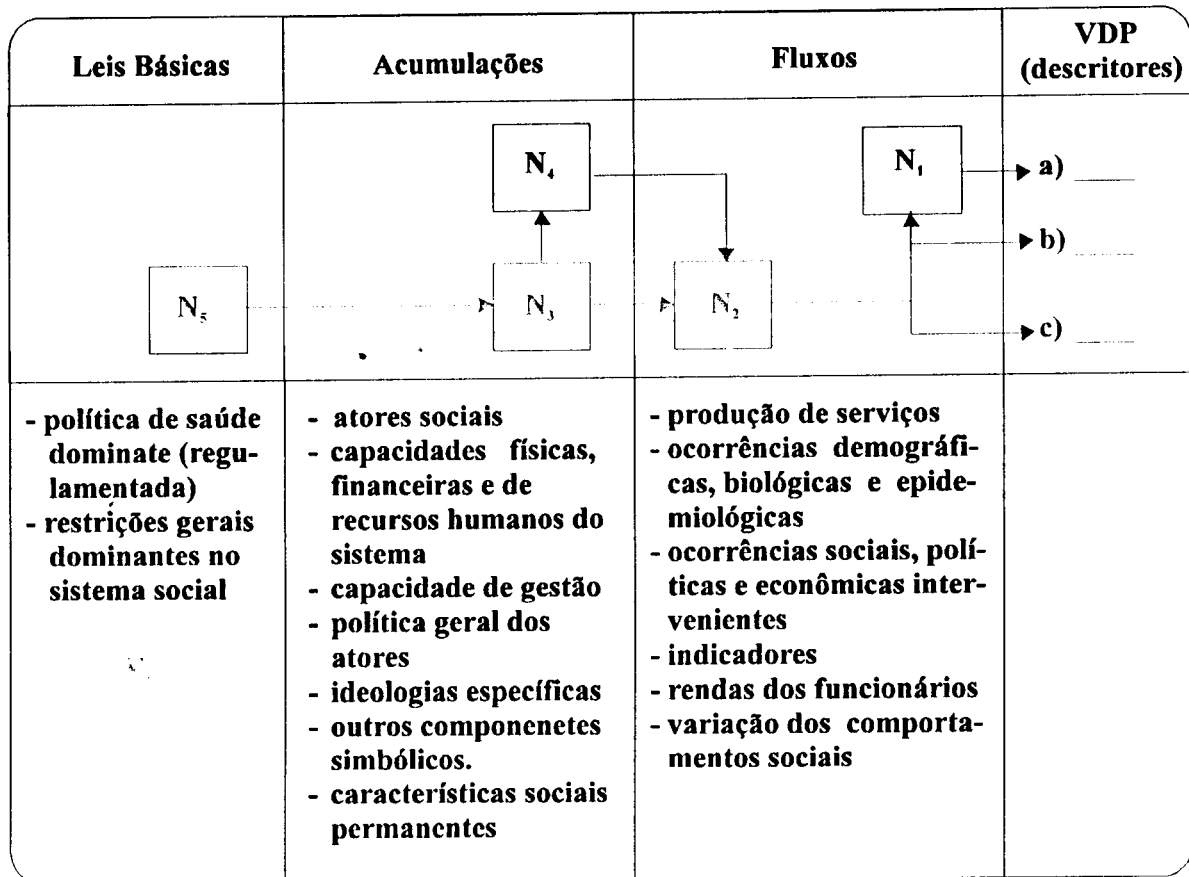 Leis Básicas
Acumulações
Fluxos
VDP
(descritores)
N₄
N₁
a)
b)
N₅
N₃
N₂
c)
- política de saúde
dominate (regu-
lamentada)
- restrições gerais
dominantes no
sistema social
- atores sociais
- capacidades físicas,
financeiras e de
recursos humanos do
sistema
- capacidade de gestão
- política geral dos
atores
- ideologias específicas
- outros componenetes
simbólicos.
- características sociais
permanentes
- produção de serviços
- ocorrências demográfi-
cas, biológicas e epide-
miológicas
- ocorrências sociais, polí-
ticas e econômicas inter-
venientes
- indicadores
- rendas dos funcionários
- variação dos comporta-
mentos sociais